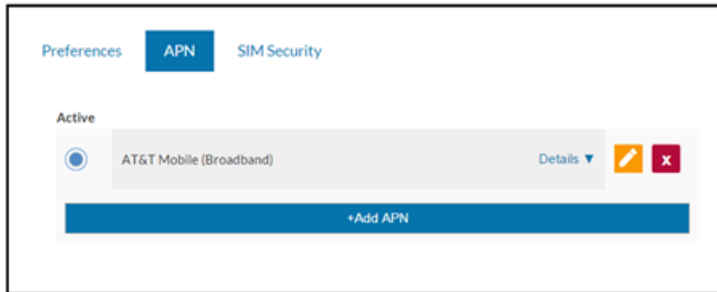 Preferences APN SIM Security
Active
AT&T Mobile (Broadband) Details ▼ x
+Add APN